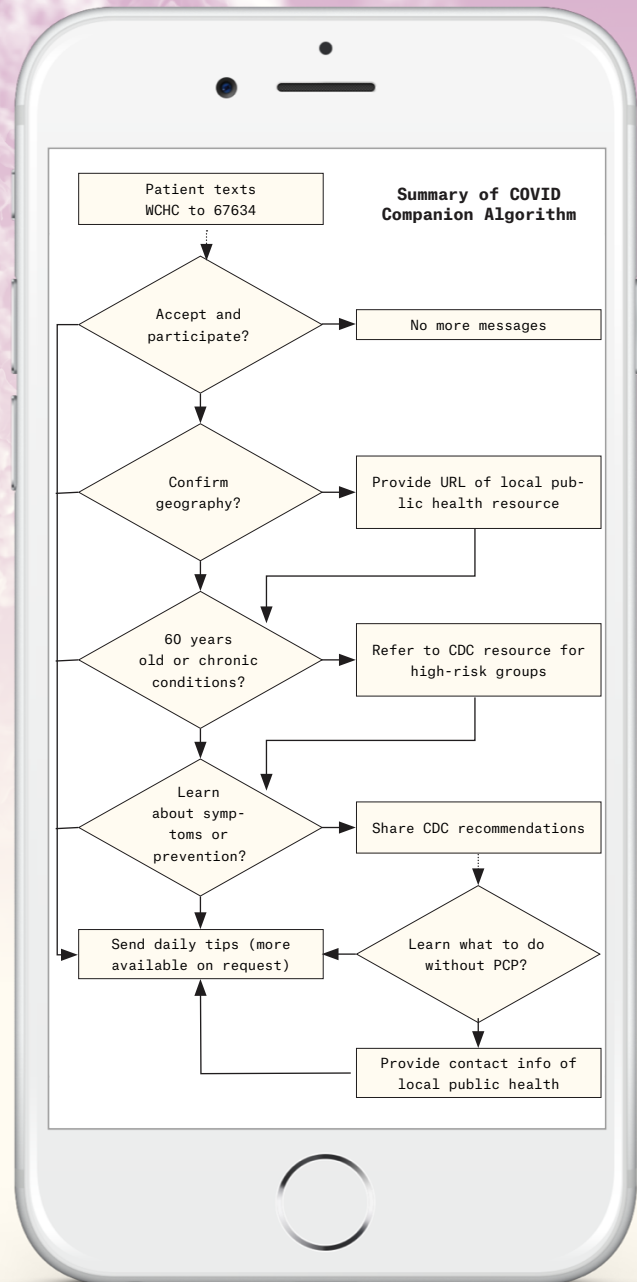 Patient texts
WCHC to 67634
Summary of COVID
Companion Algorithm
Accept and
participate?
No more messages
Confirm
geography?
Provide URL of local pub-
lic health resource
60 years
old or chronic
conditions?
Refer to CDC resource for
high-risk groups
Learn
about symp-
toms or
prevention?
Share CDC recommendations
Send daily tips (more
available on request)
Learn what to do
without PCP?
Provide contact info of
local public health